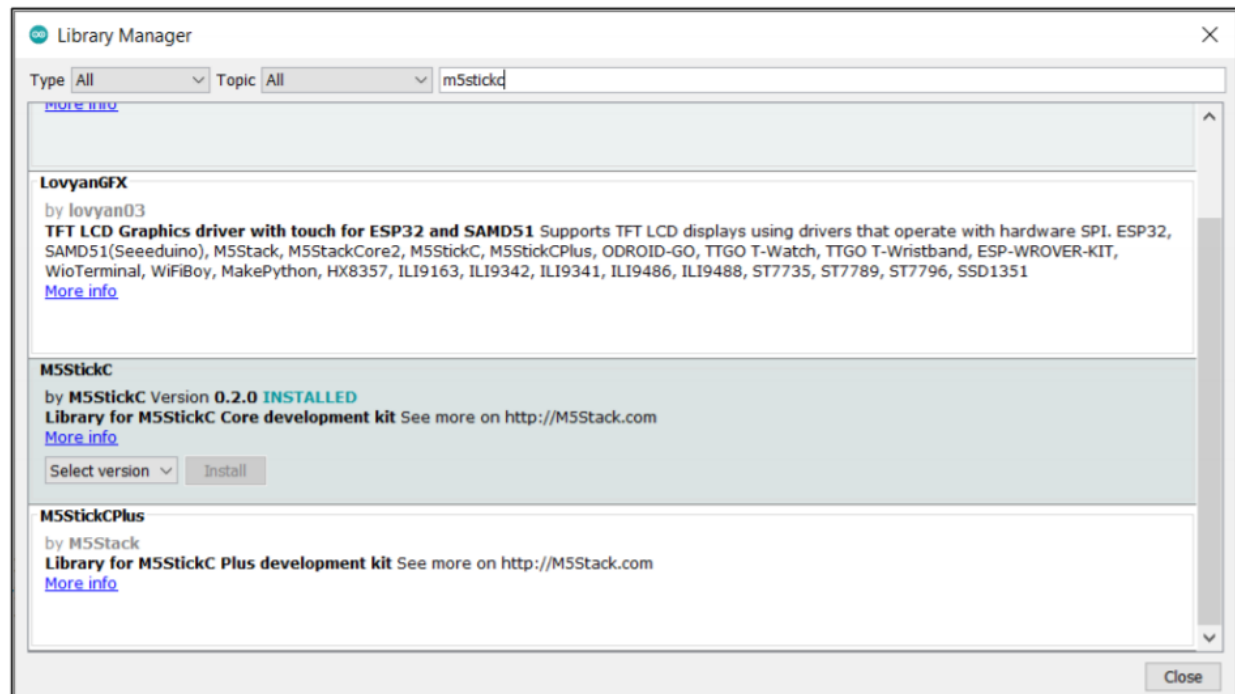 Library Manager
Type All Topic All m5stickc
More info
LovyanGFX
by lovyan03
TFT LCD Graphics driver with touch for ESP32 and SAMD51 Supports TFT LCD displays using drivers that operate with hardware SPI. ESP32,
SAMD51(Seeeduino), M5Stack, M5StackCore2, M5StickC, M5StickCPlus, ODROID-GO, TTGO T-Watch, TTGO T-Wristband, ESP-WROVER-KIT,
WioTerminal, WiFiBoy, MakePython, HX8357, ILI9163, ILI9342, ILI9341, ILI9486, ILI9488, ST7735, ST7789, ST7796, SSD1351
More info
M5StickC
by M5StickC Version 0.2.0 INSTALLED
Library for M5StickC Core development kit See more on http://M5Stack.com
More info
Select version Install
M5StickCPlus
by M5Stack
Library for M5StickC Plus development kit See more on http://M5Stack.com
More info
Close